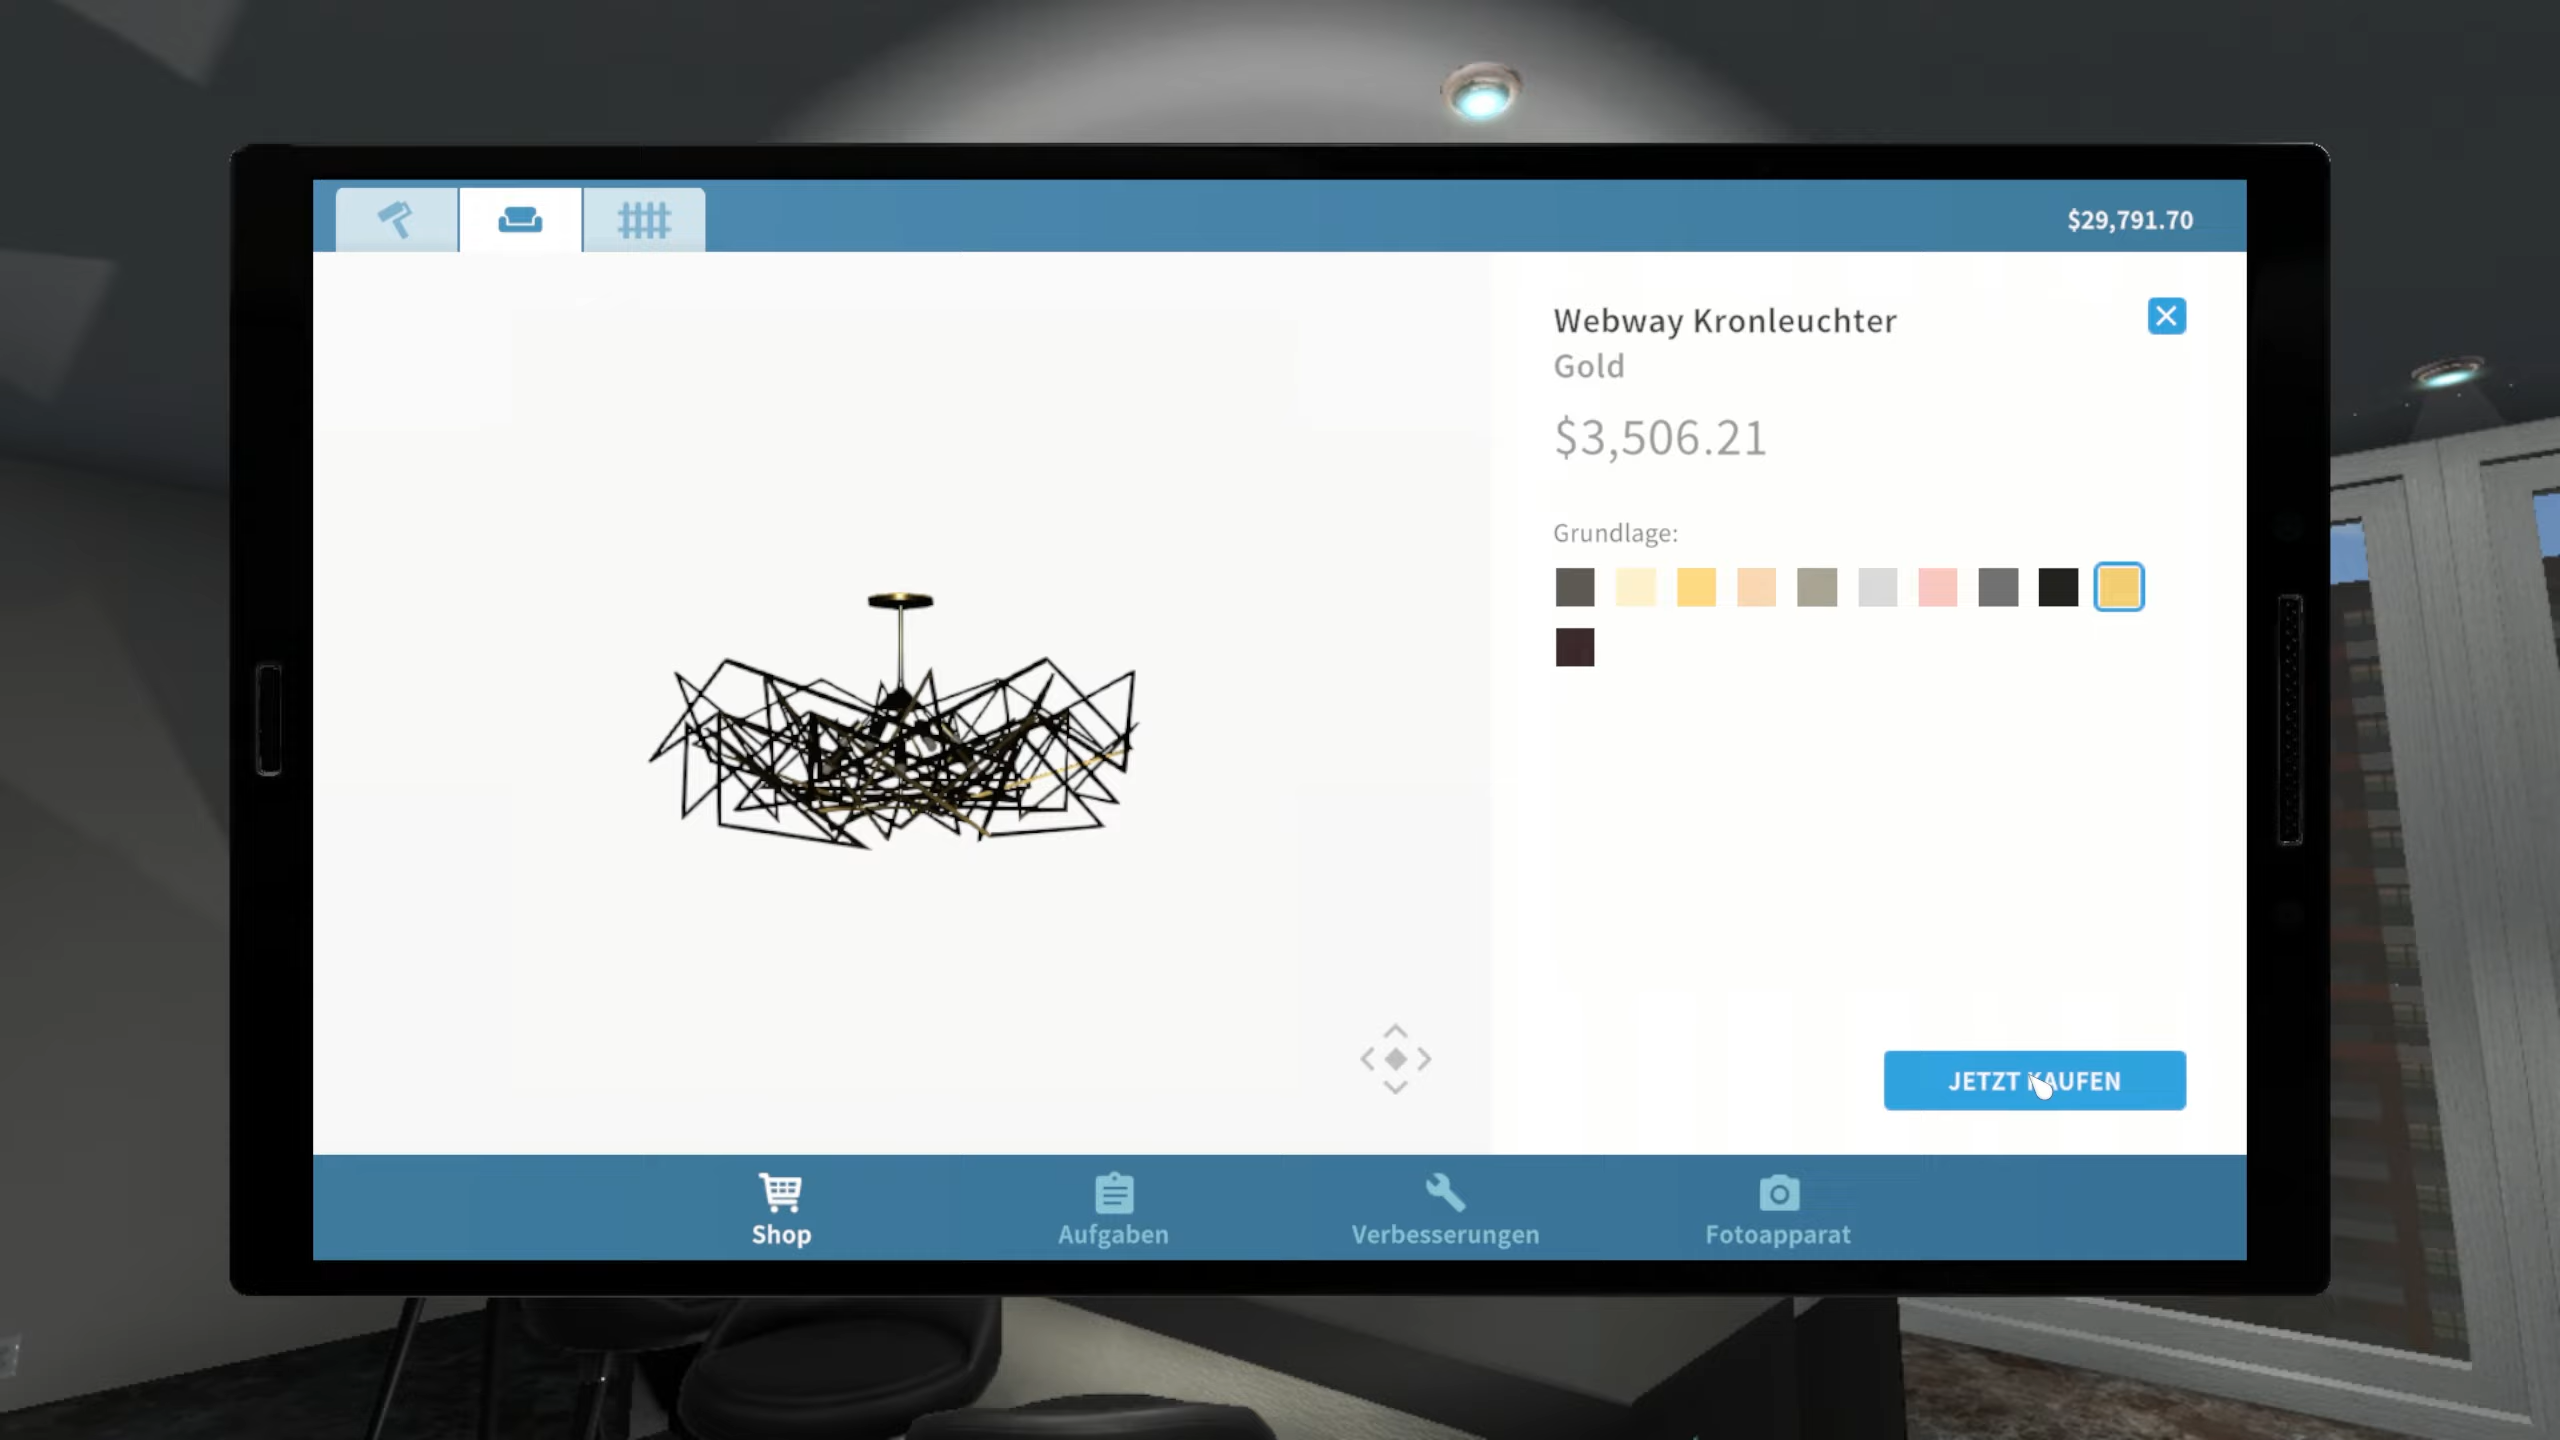 $29,791.70
Webway Kronleuchter
Gold
$3,506.21
Grundlage:
JETZT KAUFEN
Shop
Aufgaben
Verbesserungen
Fotoapparat